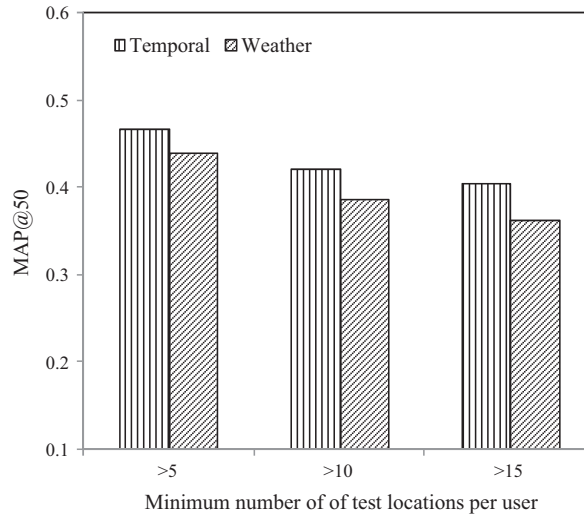 0.6
Temporal Weather
0.5
0.4
MAP@50
0.3
0.2
0.1
>5 >10 >15
Minimum number of of test locations per user